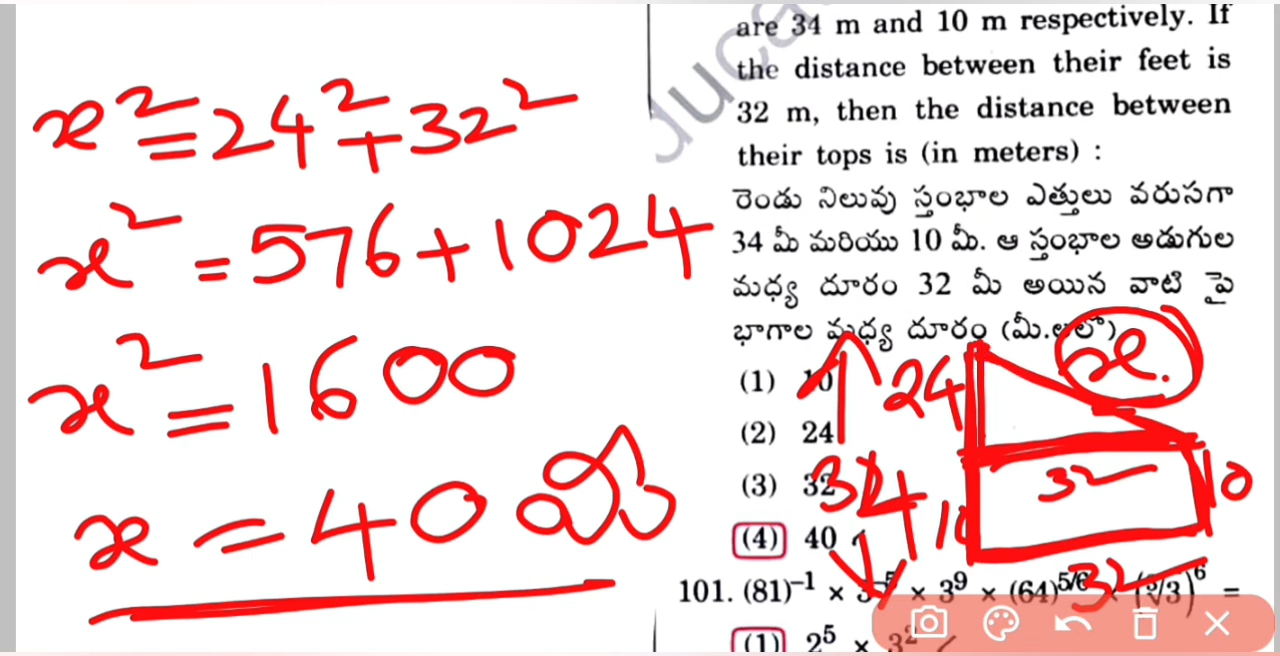 x² = 24² + 32²
x² = 576 + 1024
x² = 1600
x = 40 మీ
are 34 m and 10 m respectively. If
the distance between their feet is
32 m, then the distance between
their tops is (in meters) :
రెండు నిలువు స్తంభాల ఎత్తులు వరుసగా
34 మీ మరియు 10 మీ. ఆ స్తంభాల అడుగుల
మధ్య దూరం 32 మీ అయిన వాటి పై
భాగాల మధ్య దూరం (మీ.లలో)
(1) 10
(2) 24
(3) 32
(4) 40
24
x.
34
32
10
10
32
101. (81)⁻¹ × × 3⁹ × (64)^5/6 =
(1) 2⁵ ×